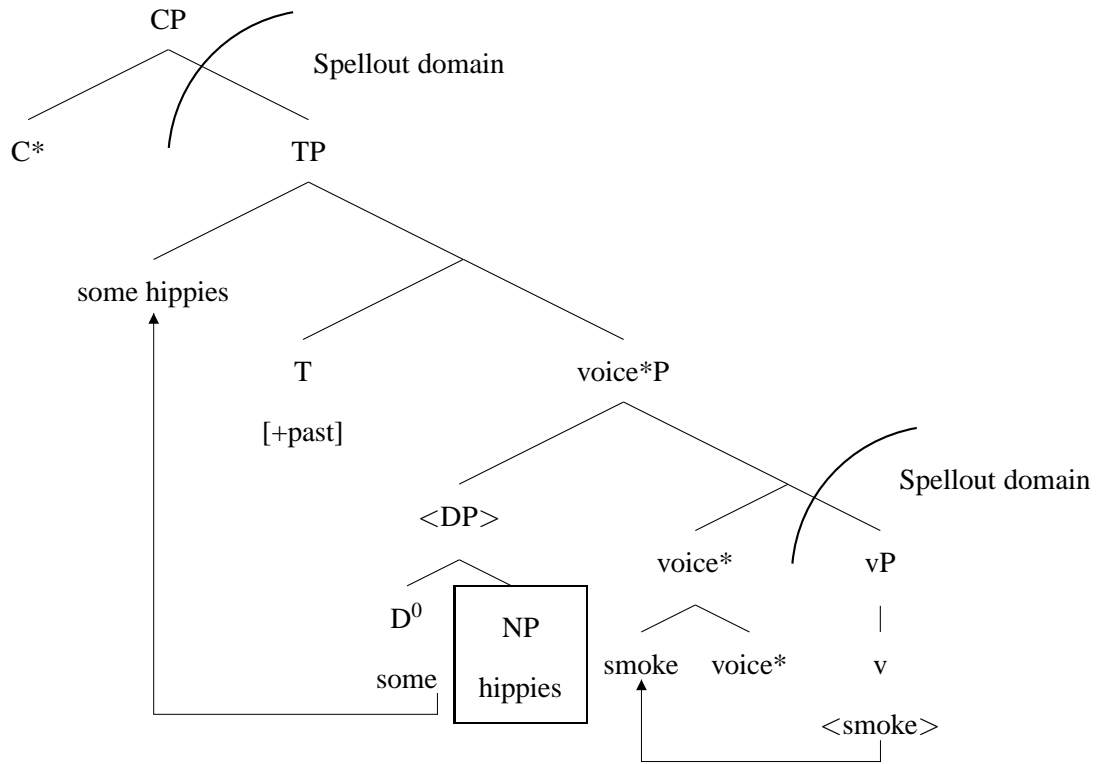 CP
Spellout domain
C* TP
some hippies
T voice*P
[+past]
Spellout domain
<DP>
voice* vP
D⁰ NP
smoke voice* v
some hippies
<smoke>